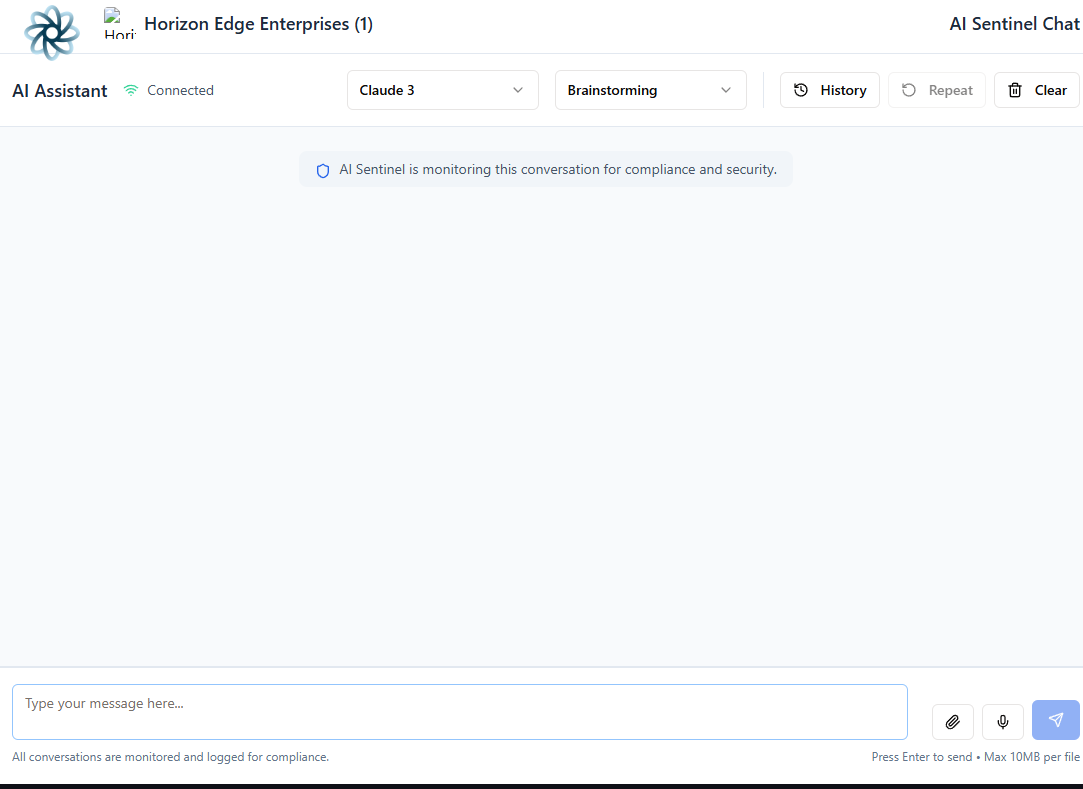 Hori
Horizon Edge Enterprises (1)
AI Sentinel Chat
AI Assistant
Connected
Claude 3
Brainstorming
History
Repeat
Clear
AI Sentinel is monitoring this conversation for compliance and security.
Type your message here...
All conversations are monitored and logged for compliance.
Press Enter to send • Max 10MB per file